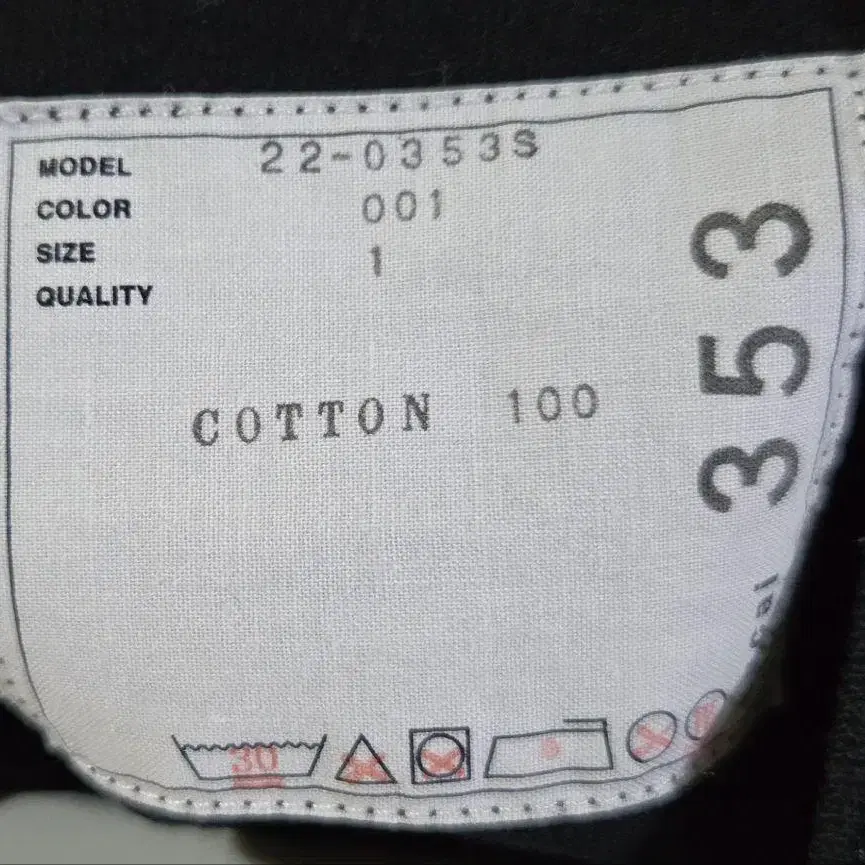 MODEL 22-0353S
COLOR 001
SIZE 1
QUALITY
COTTON 100
353
30